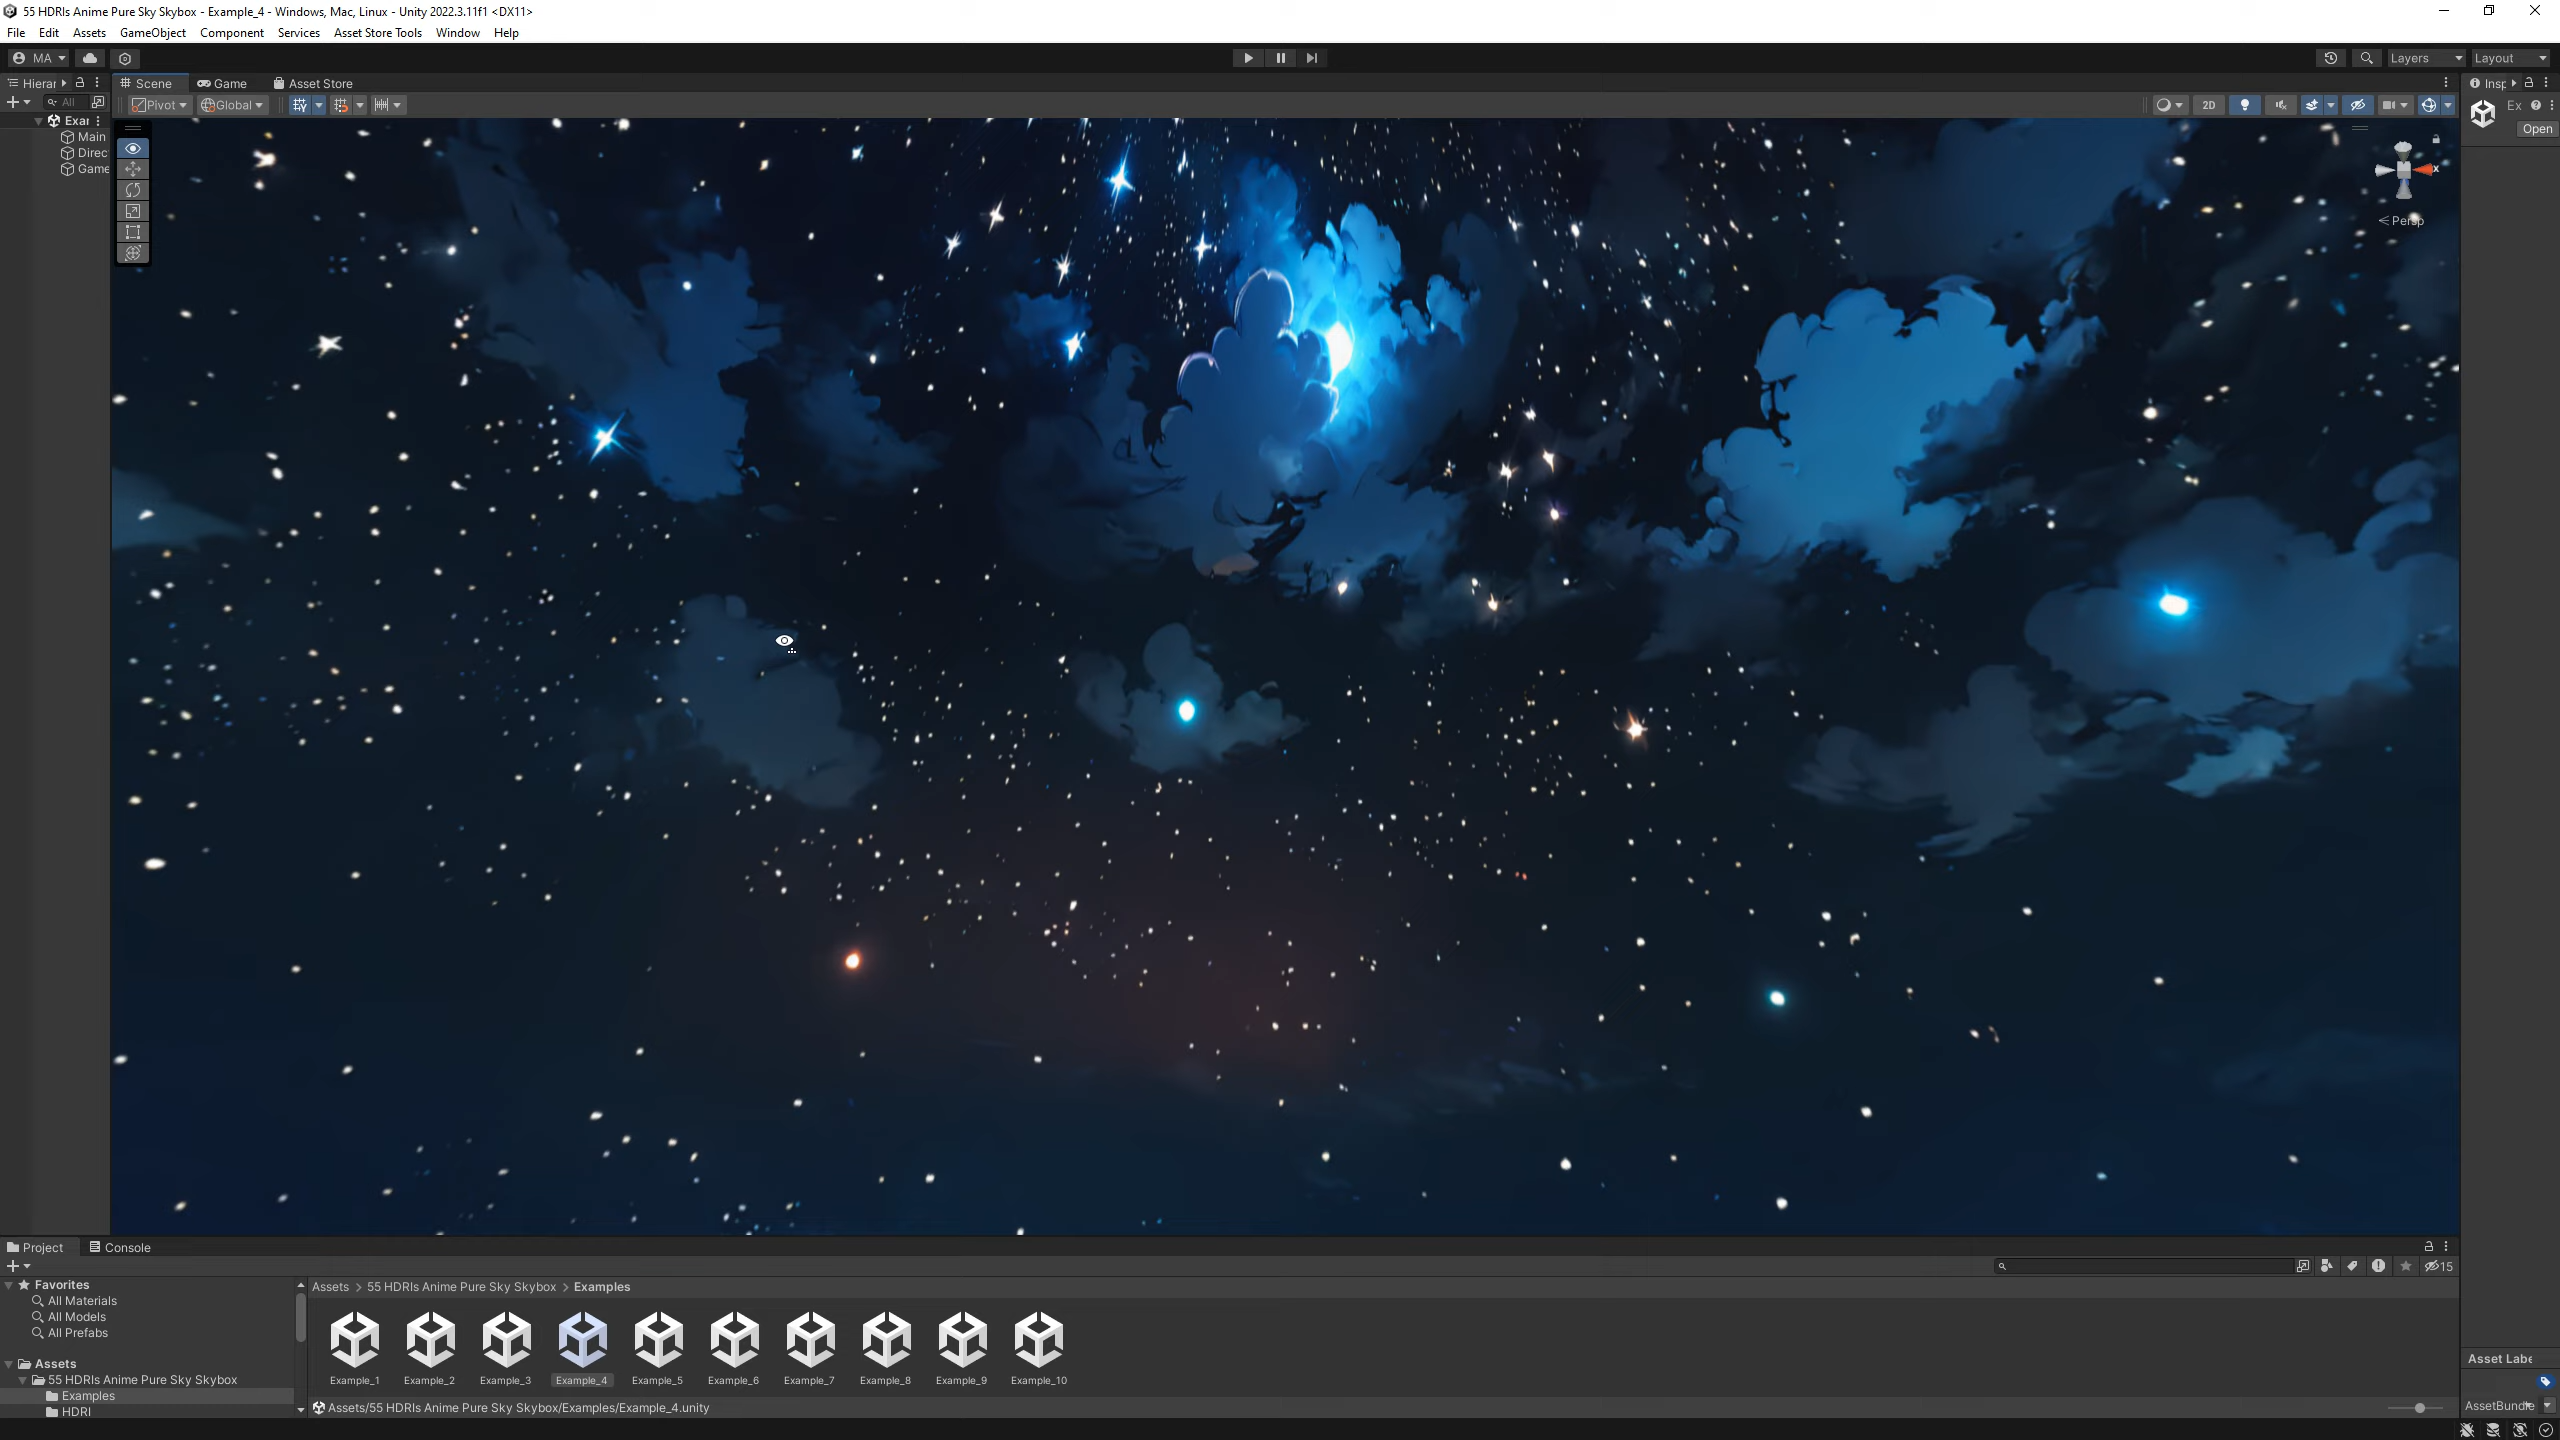 55 HDRIs Anime Pure Sky Skybox - Example_4 - Windows, Mac, Linux - Unity 2022.3.11f1 <DX11>
File Edit Assets GameObject Component Services Asset Store Tools Window Help
MA Layers Layout
Hierar Scene Game Asset Store Insp
All Pivot Global 2D Ex
Open
Exar
Main
Direc
Game
x
Persp
Project Console
15
Favorites
All Materials
All Models
All Prefabs
Assets
55 HDRIs Anime Pure Sky Skybox
Examples
HDRI
Assets > 55 HDRIs Anime Pure Sky Skybox > Examples
Example_1 Example_2 Example_3 Example_4 Example_5 Example_6 Example_7 Example_8 Example_9 Example_10
Assets/55 HDRIs Anime Pure Sky Skybox/Examples/Example_4.unity
Asset Labe
AssetBundle